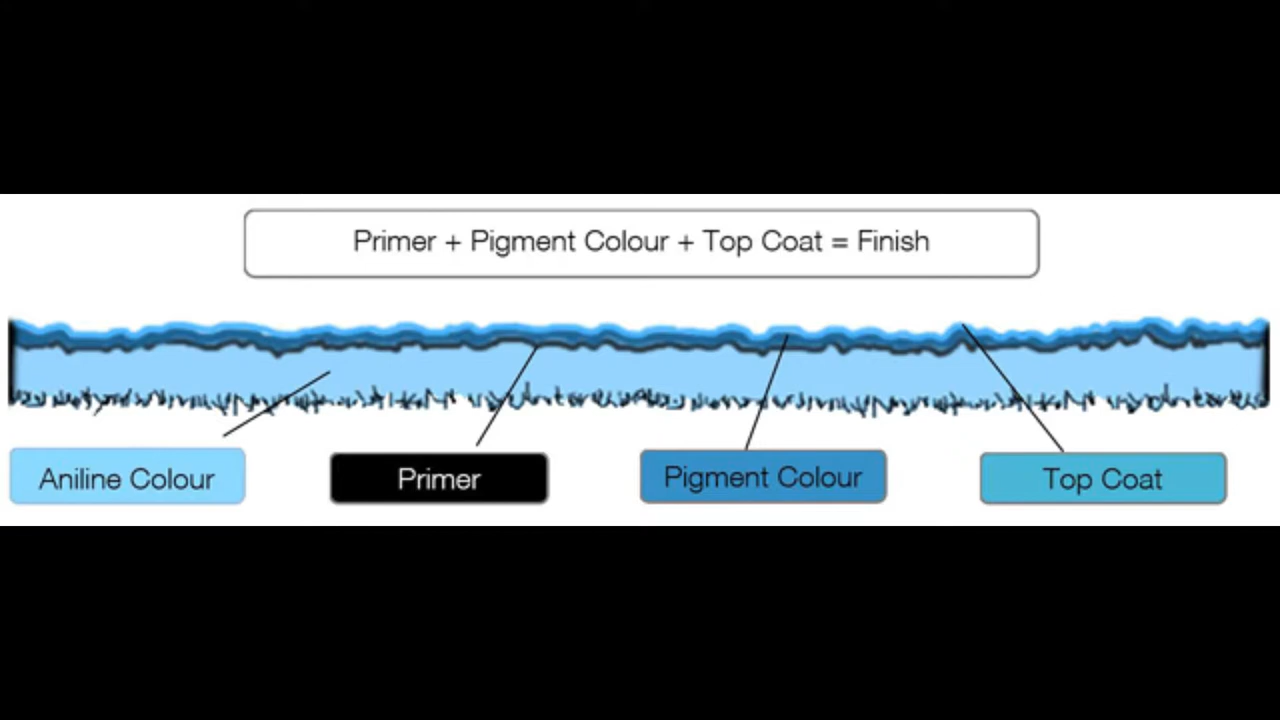 Primer + Pigment Colour + Top Coat = Finish
Aniline Colour
Primer
Pigment Colour
Top Coat